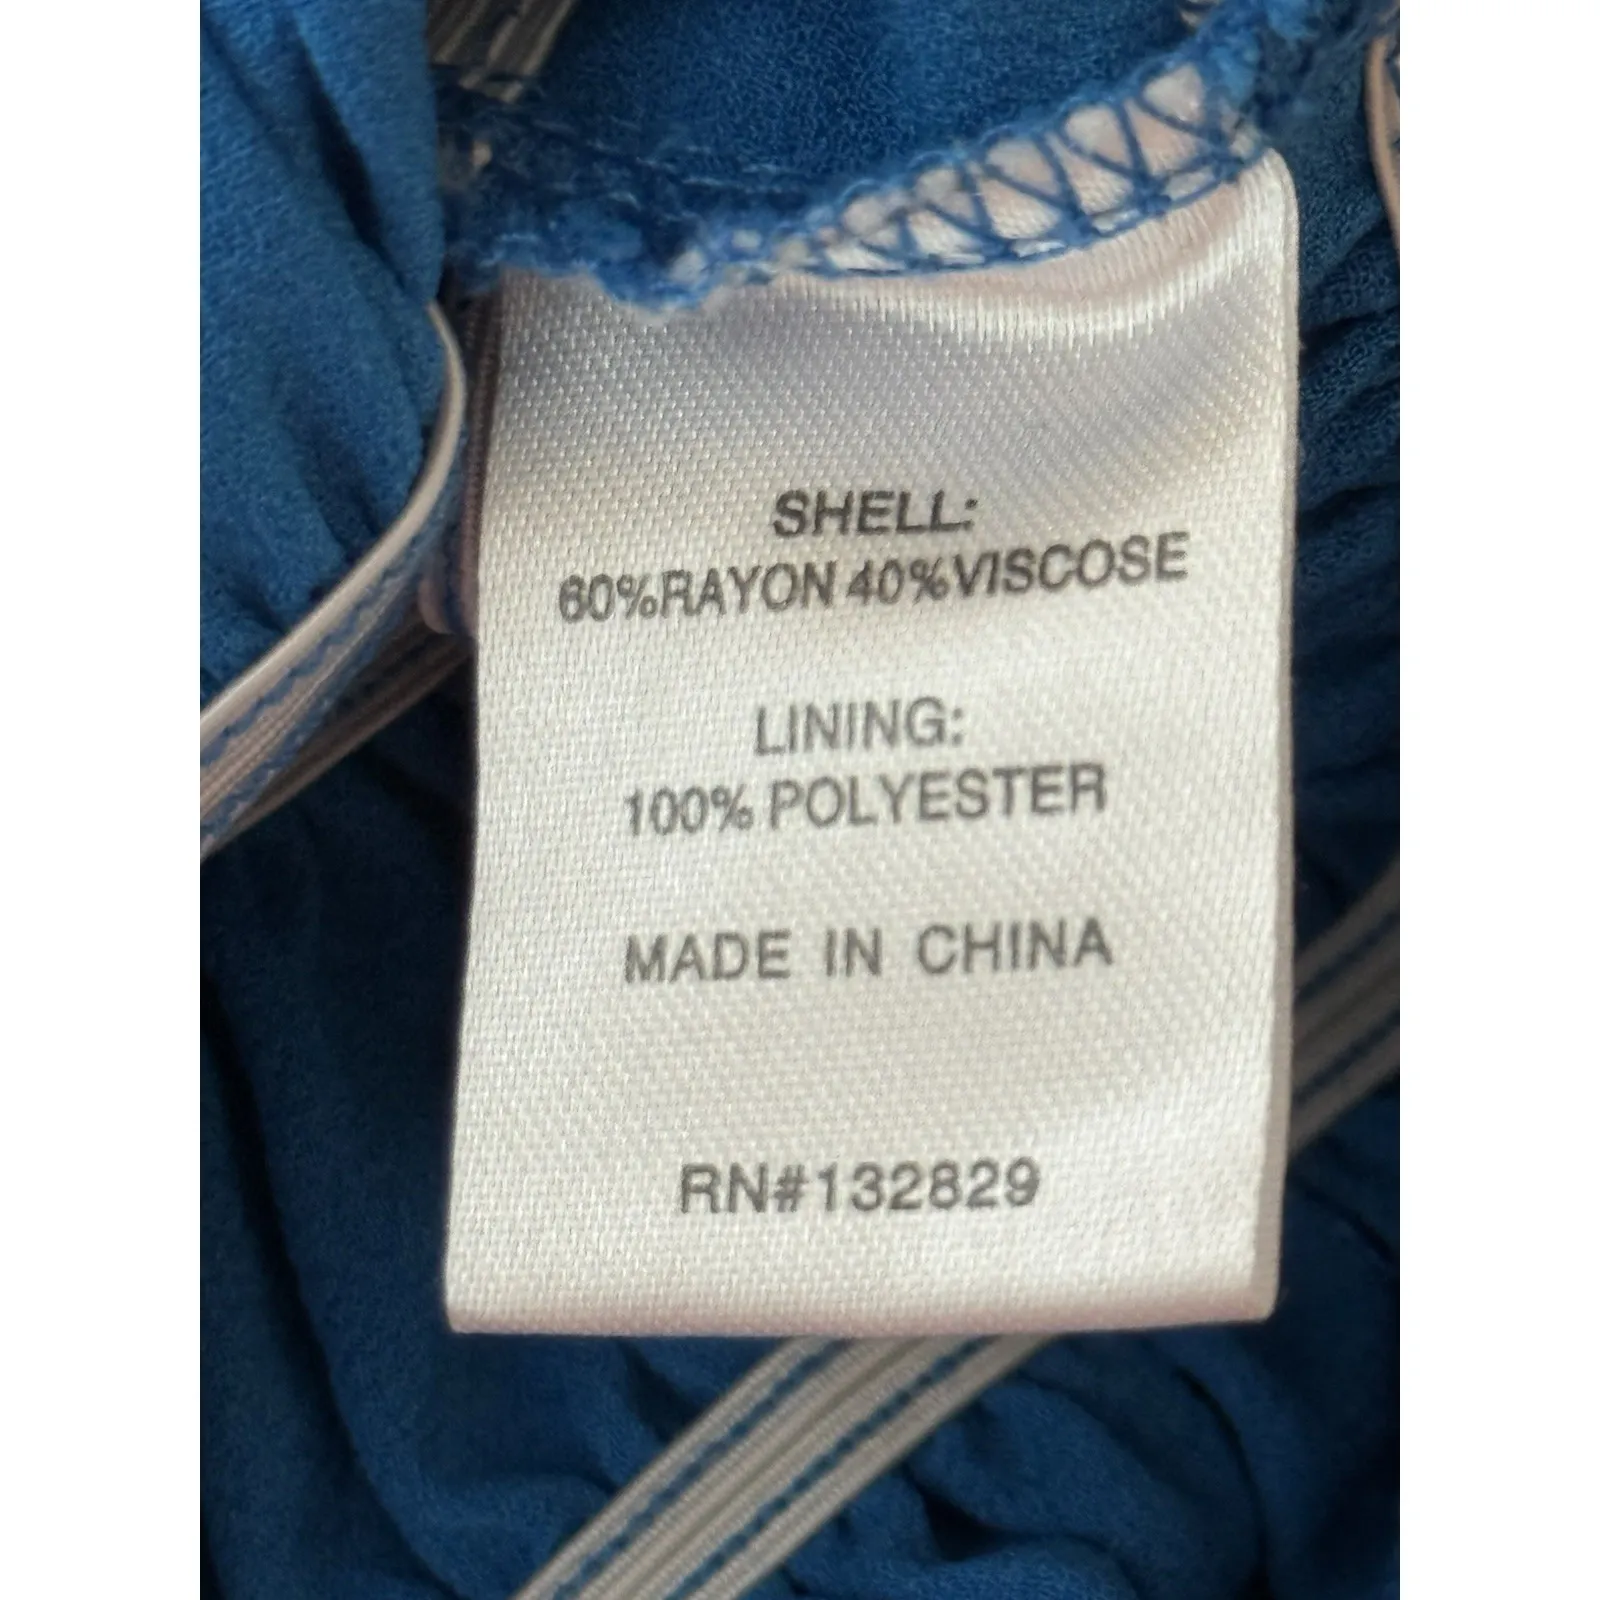 SHELL:
60%RAYON 40%VISCOSE
LINING:
100% POLYESTER
MADE IN CHINA
RN#132829